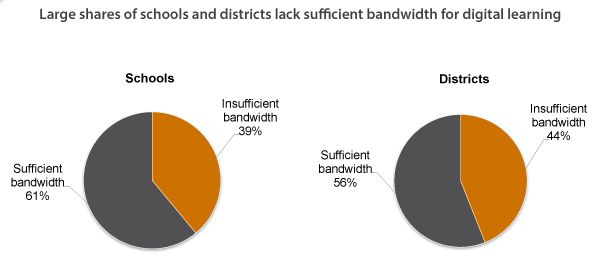 Large shares of schools and districts lack sufficient bandwidth for digital learning
Schools
Insufficient
bandwidth
39%
Sufficient
bandwidth
61%
Districts
Insufficient
bandwidth
44%
Sufficient
bandwidth
56%